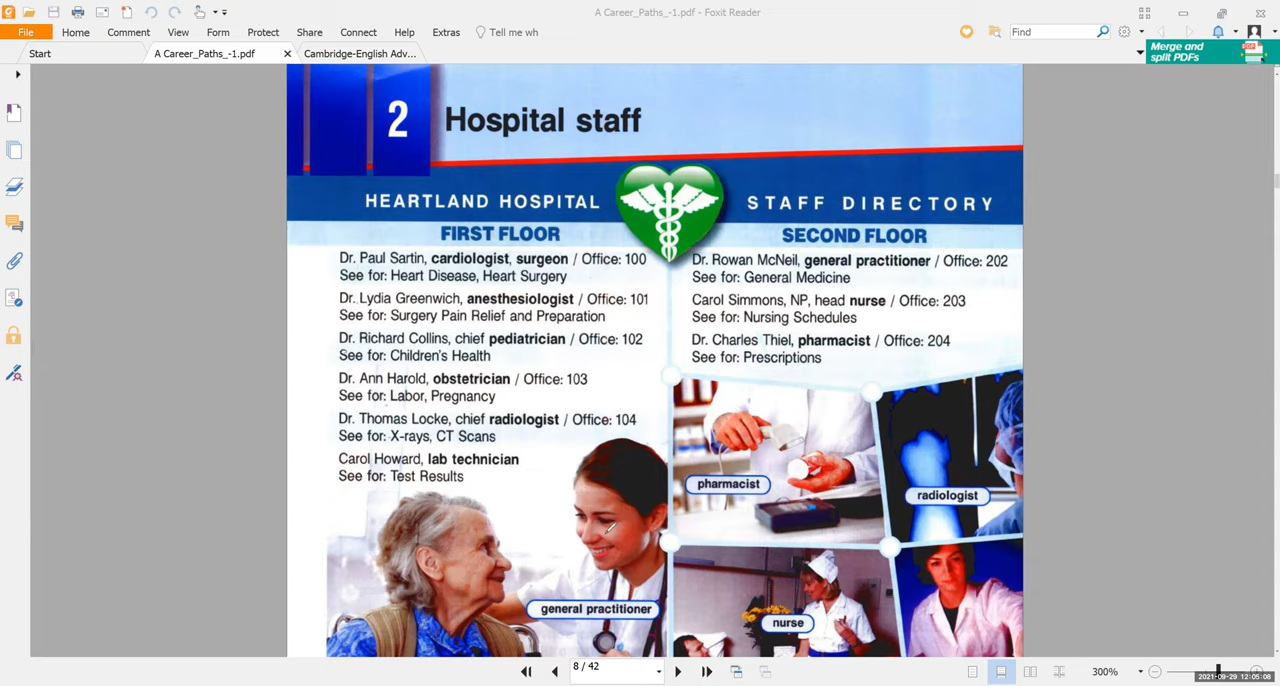 A Career_Paths_-1.pdf - Foxit Reader
File Home Comment View Form Protect Share Connect Help Extras Tell me wh Find
Start A Career_Paths_-1.pdf Cambridge-English Adv...
Merge and
split PDFs
2 Hospital staff
HEARTLAND HOSPITAL STAFF DIRECTORY
FIRST FLOOR
Dr. Paul Sartin, cardiologist, surgeon / Office: 100
See for: Heart Disease, Heart Surgery
Dr. Lydia Greenwich, anesthesiologist / Office: 101
See for: Surgery Pain Relief and Preparation
Dr. Richard Collins, chief pediatrician / Office: 102
See for: Children's Health
Dr. Ann Harold, obstetrician / Office: 103
See for: Labor, Pregnancy
Dr. Thomas Locke, chief radiologist / Office: 104
See for: X-rays, CT Scans
Carol Howard, lab technician
See for: Test Results
SECOND FLOOR
Dr. Rowan McNeil, general practitioner / Office: 202
See for: General Medicine
Carol Simmons, NP, head nurse / Office: 203
See for: Nursing Schedules
Dr. Charles Thiel, pharmacist / Office: 204
See for: Prescriptions
pharmacist
radiologist
general practitioner
nurse
8 / 42
300%
2021-09-29 12:05:08